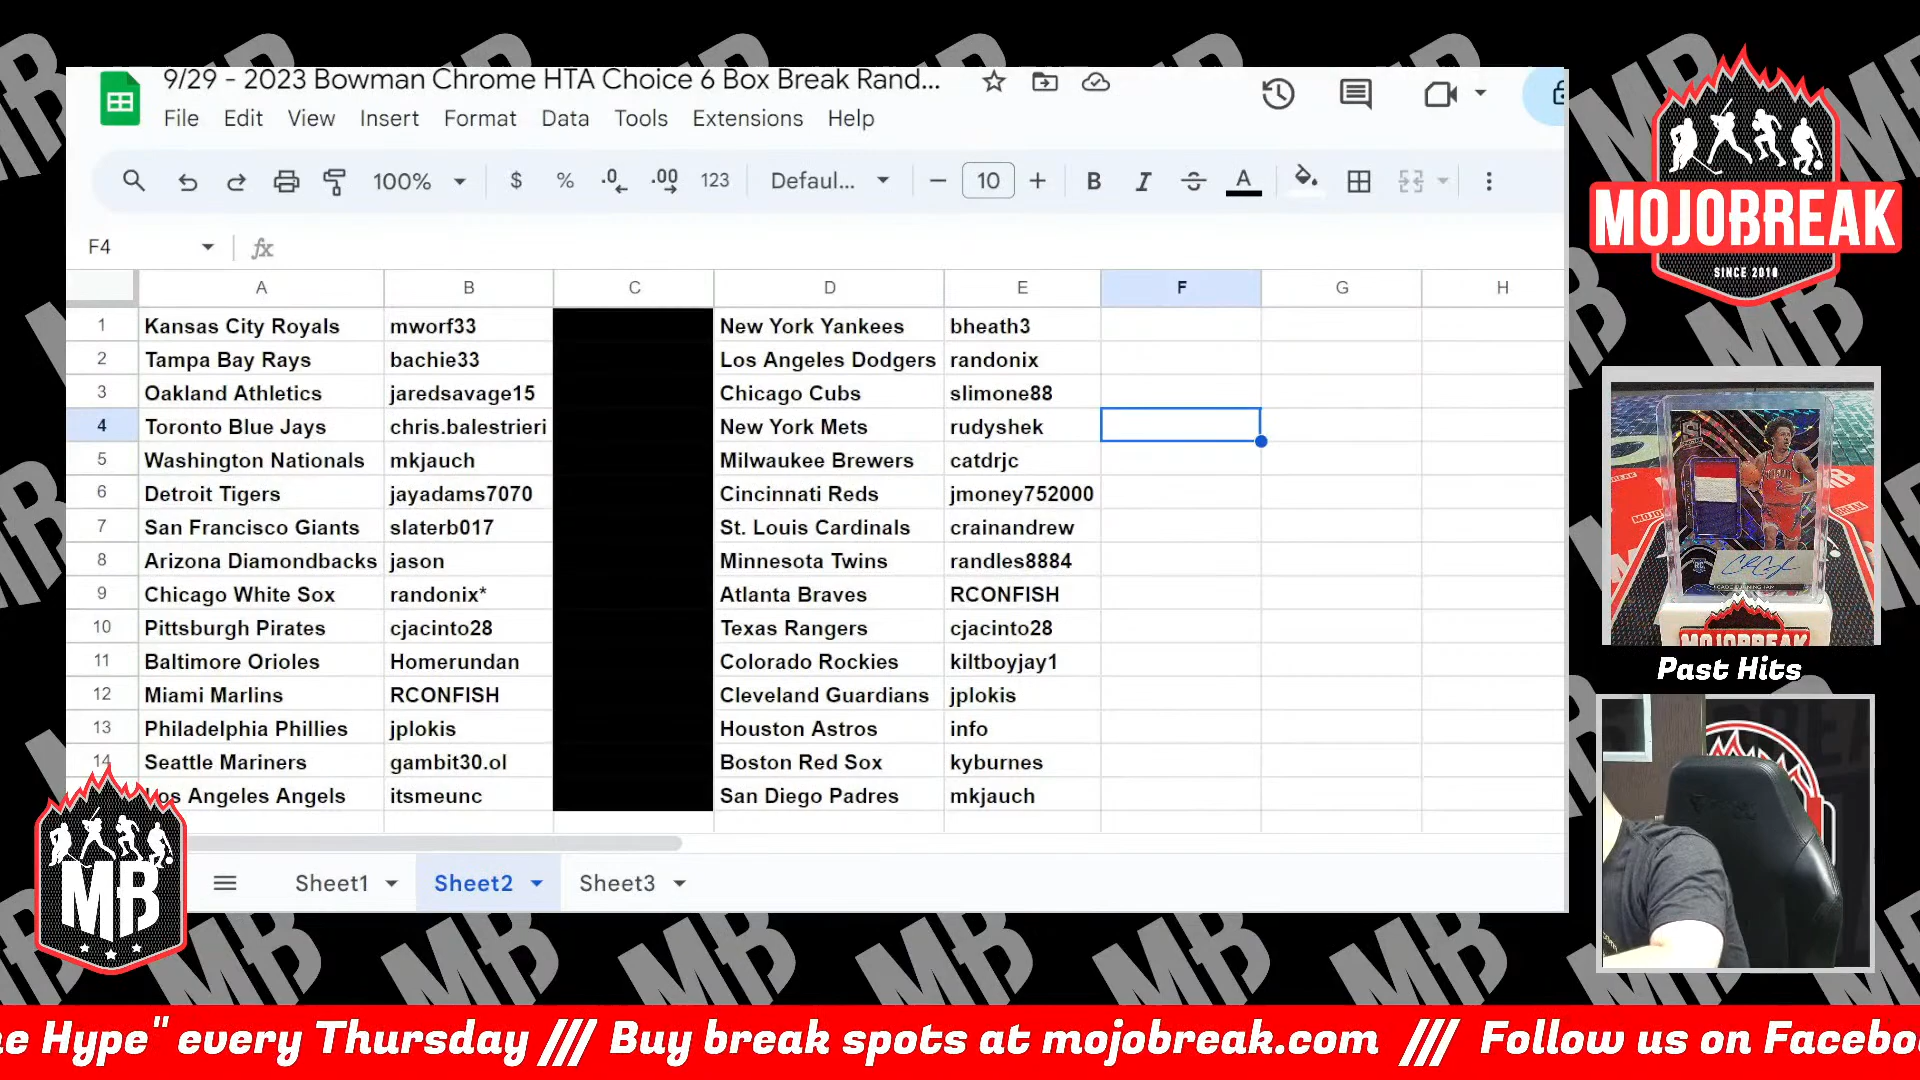 9/29 - 2023 Bowman Chrome HTA Choice 6 Box Break Rand...
File Edit View Insert Format Data Tools Extensions Help
100% $ % .0 .00 123 Defaul... 10 B I A
F4 fx
A B C D E F G H
1 Kansas City Royals mworf33 New York Yankees bheath3
2 Tampa Bay Rays bachie33 Los Angeles Dodgers randonix
3 Oakland Athletics jaredsavage15 Chicago Cubs slimone88
4 Toronto Blue Jays chris.balestrieri New York Mets rudyshek
5 Washington Nationals mkjauch Milwaukee Brewers catdrjc
6 Detroit Tigers jayadams7070 Cincinnati Reds jmoney752000
7 San Francisco Giants slaterb017 St. Louis Cardinals crainandrew
8 Arizona Diamondbacks jason Minnesota Twins randles8884
9 Chicago White Sox randonix* Atlanta Braves RCONFISH
10 Pittsburgh Pirates cjacinto28 Texas Rangers cjacinto28
11 Baltimore Orioles Homerundan Colorado Rockies kiltboyjay1
12 Miami Marlins RCONFISH Cleveland Guardians jplokis
13 Philadelphia Phillies jplokis Houston Astros info
14 Seattle Mariners gambit30.ol Boston Red Sox kyburnes
Los Angeles Angels itsmeunc San Diego Padres mkjauch
Sheet1 Sheet2 Sheet3
MOJOBREAK
SINCE 2010
MOJOBREAK
Past Hits
MB
e Hype" every Thursday /// Buy break spots at mojobreak.com /// Follow us on Facebo